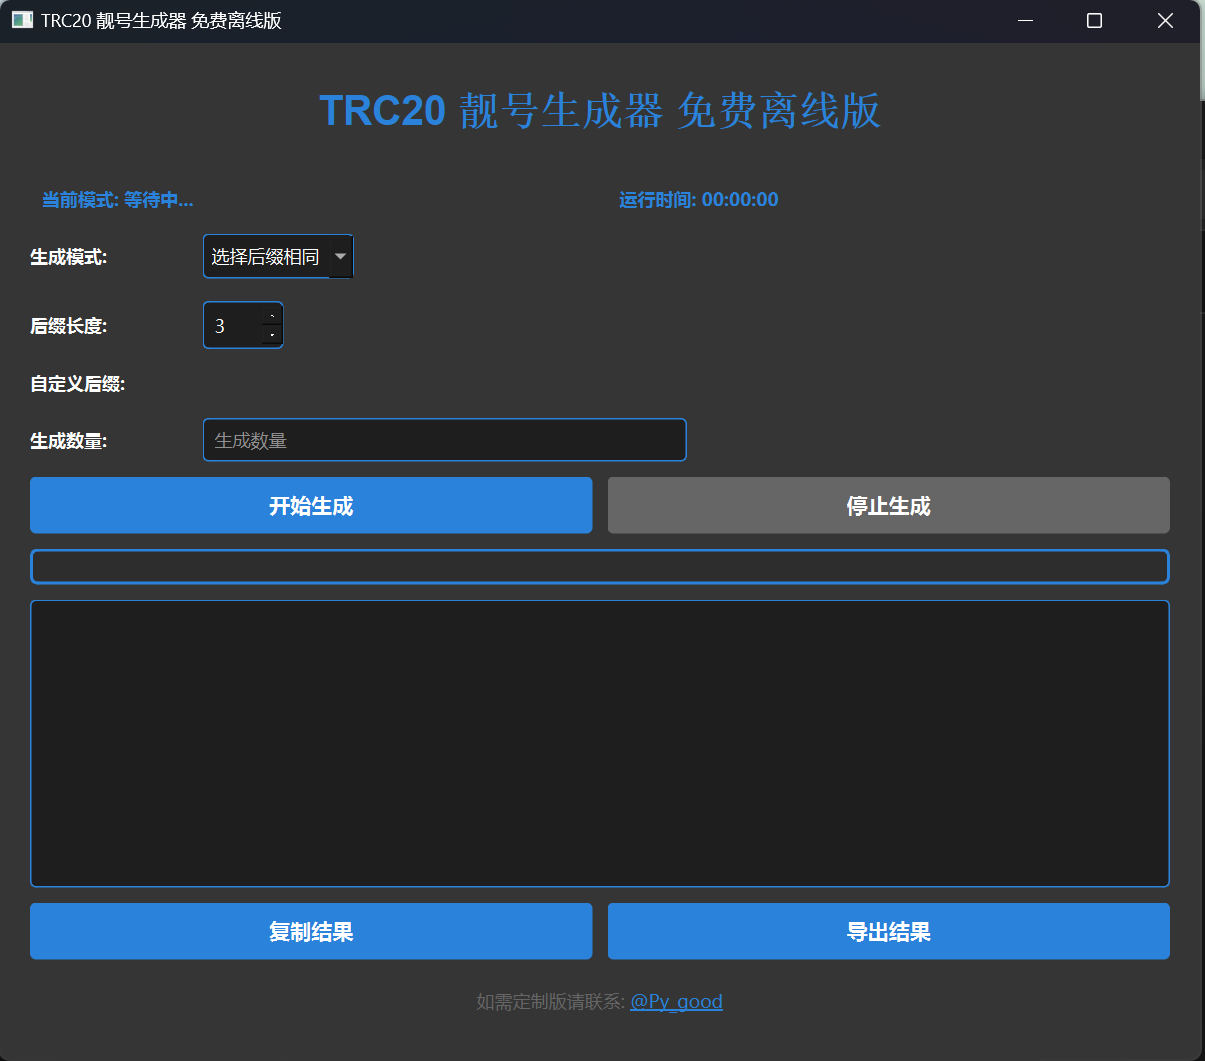 TRC20 靓号生成器 免费离线版
TRC20 靓号生成器 免费离线版
当前模式: 等待中...
运行时间: 00:00:00
生成模式:
选择后缀相同
后缀长度:
3
自定义后缀:
生成数量:
生成数量
开始生成
停止生成
复制结果
导出结果
如需定制版请联系: @Py_good